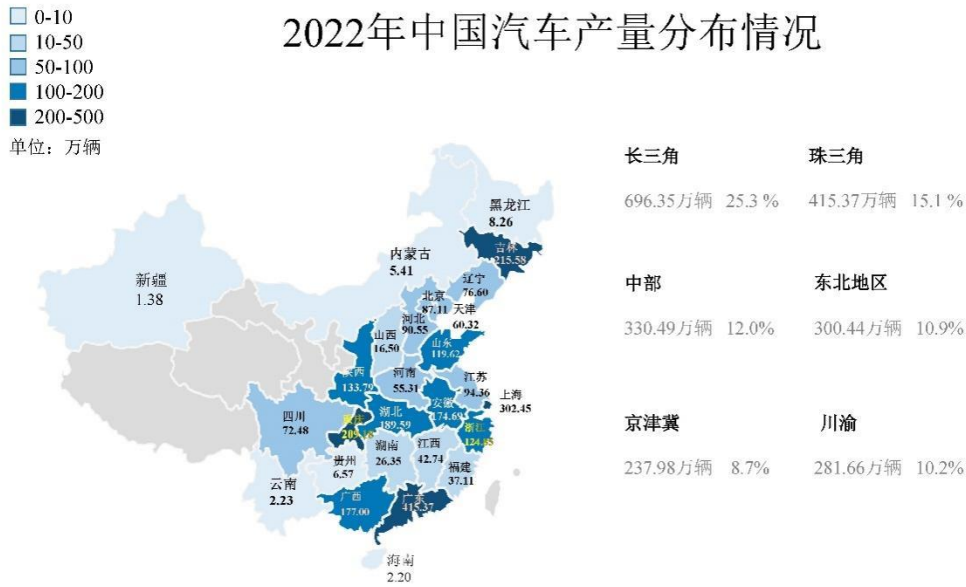 0-10
10-50
50-100
100-200
200-500
单位：万辆
2022年中国汽车产量分布情况
长三角
696.35万辆 25.3 %
珠三角
415.37万辆 15.1 %
中部
330.49万辆 12.0%
东北地区
300.44万辆 10.9%
京津冀
237.98万辆 8.7%
川渝
281.66万辆 10.2%
黑龙江
8.26
吉林
215.58
内蒙古
5.41
辽宁
76.60
新疆
1.38
北京
87.11
天津
60.32
河北
90.55
山西
16.50
山东
119.62
陕西
133.79
河南
55.31
江苏
94.36
上海
302.45
安徽
174.69
湖北
189.59
四川
72.48
重庆
209.18
浙江
124.85
湖南
26.35
江西
42.74
贵州
6.57
福建
37.11
云南
2.23
广西
177.00
广东
415.37
海南
2.20